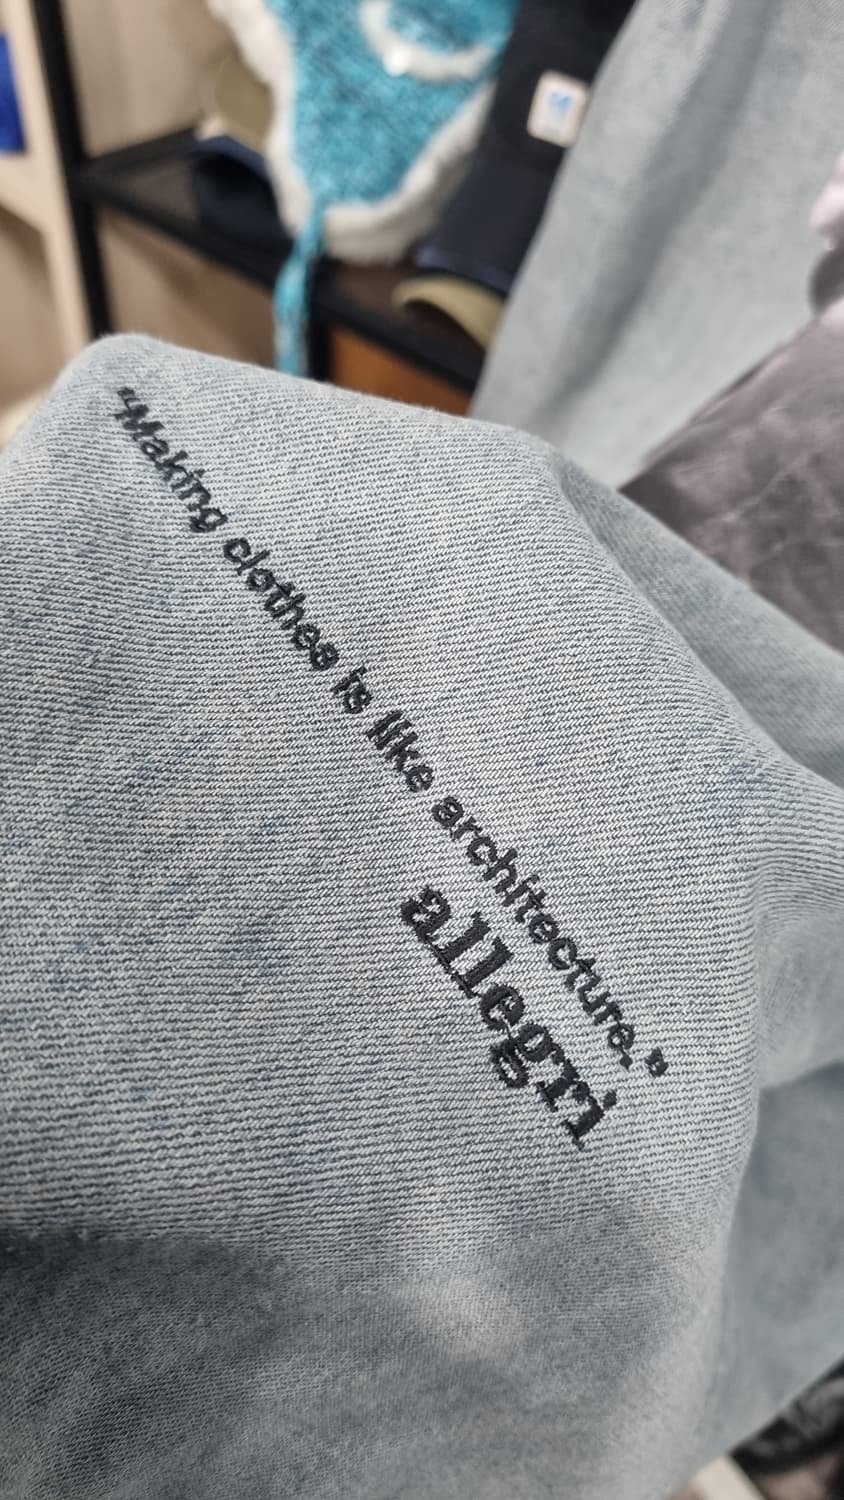 "Making clothes is like architecture."
allegri